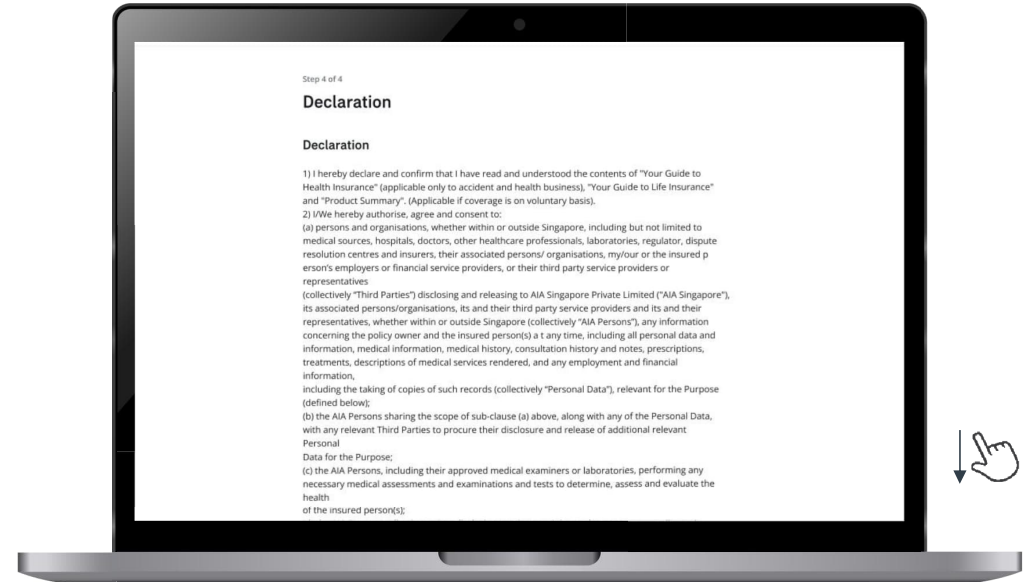 Step 4 of 4
Declaration
Declaration
1) I hereby declare and confirm that I have read and understood the contents of "Your Guide to
Health Insurance" (applicable only to accident and health business), "Your Guide to Life Insurance"
and "Product Summary". (Applicable if coverage is on voluntary basis).
2) I/We hereby authorise, agree and consent to:
(a) persons and organisations, whether within or outside Singapore, including but not limited to
medical sources, hospitals, doctors, other healthcare professionals, laboratories, regulator, dispute
resolution centres and insurers, their associated persons/ organisations, my/our or the insured p
erson's employers or financial service providers, or their third party service providers or
representatives
(collectively "Third Parties") disclosing and releasing to AIA Singapore Private Limited ("AIA Singapore"),
its associated persons/organisations, its and their third party service providers and its and their
representatives, whether within or outside Singapore (collectively "AIA Persons"), any information
concerning the policy owner and the insured person(s) a t any time, including all personal data and
information, medical information, medical history, consultation history and notes, prescriptions,
treatments, descriptions of medical services rendered, and any employment and financial
information,
including the taking of copies of such records (collectively "Personal Data"), relevant for the Purpose
(defined below);
(b) the AIA Persons sharing the scope of sub-clause (a) above, along with any of the Personal Data,
with any relevant Third Parties to procure their disclosure and release of additional relevant
Personal
Data for the Purpose;
(c) the AIA Persons, including their approved medical examiners or laboratories, performing any
necessary medical assessments and examinations and tests to determine, assess and evaluate the
health
of the insured person(s);